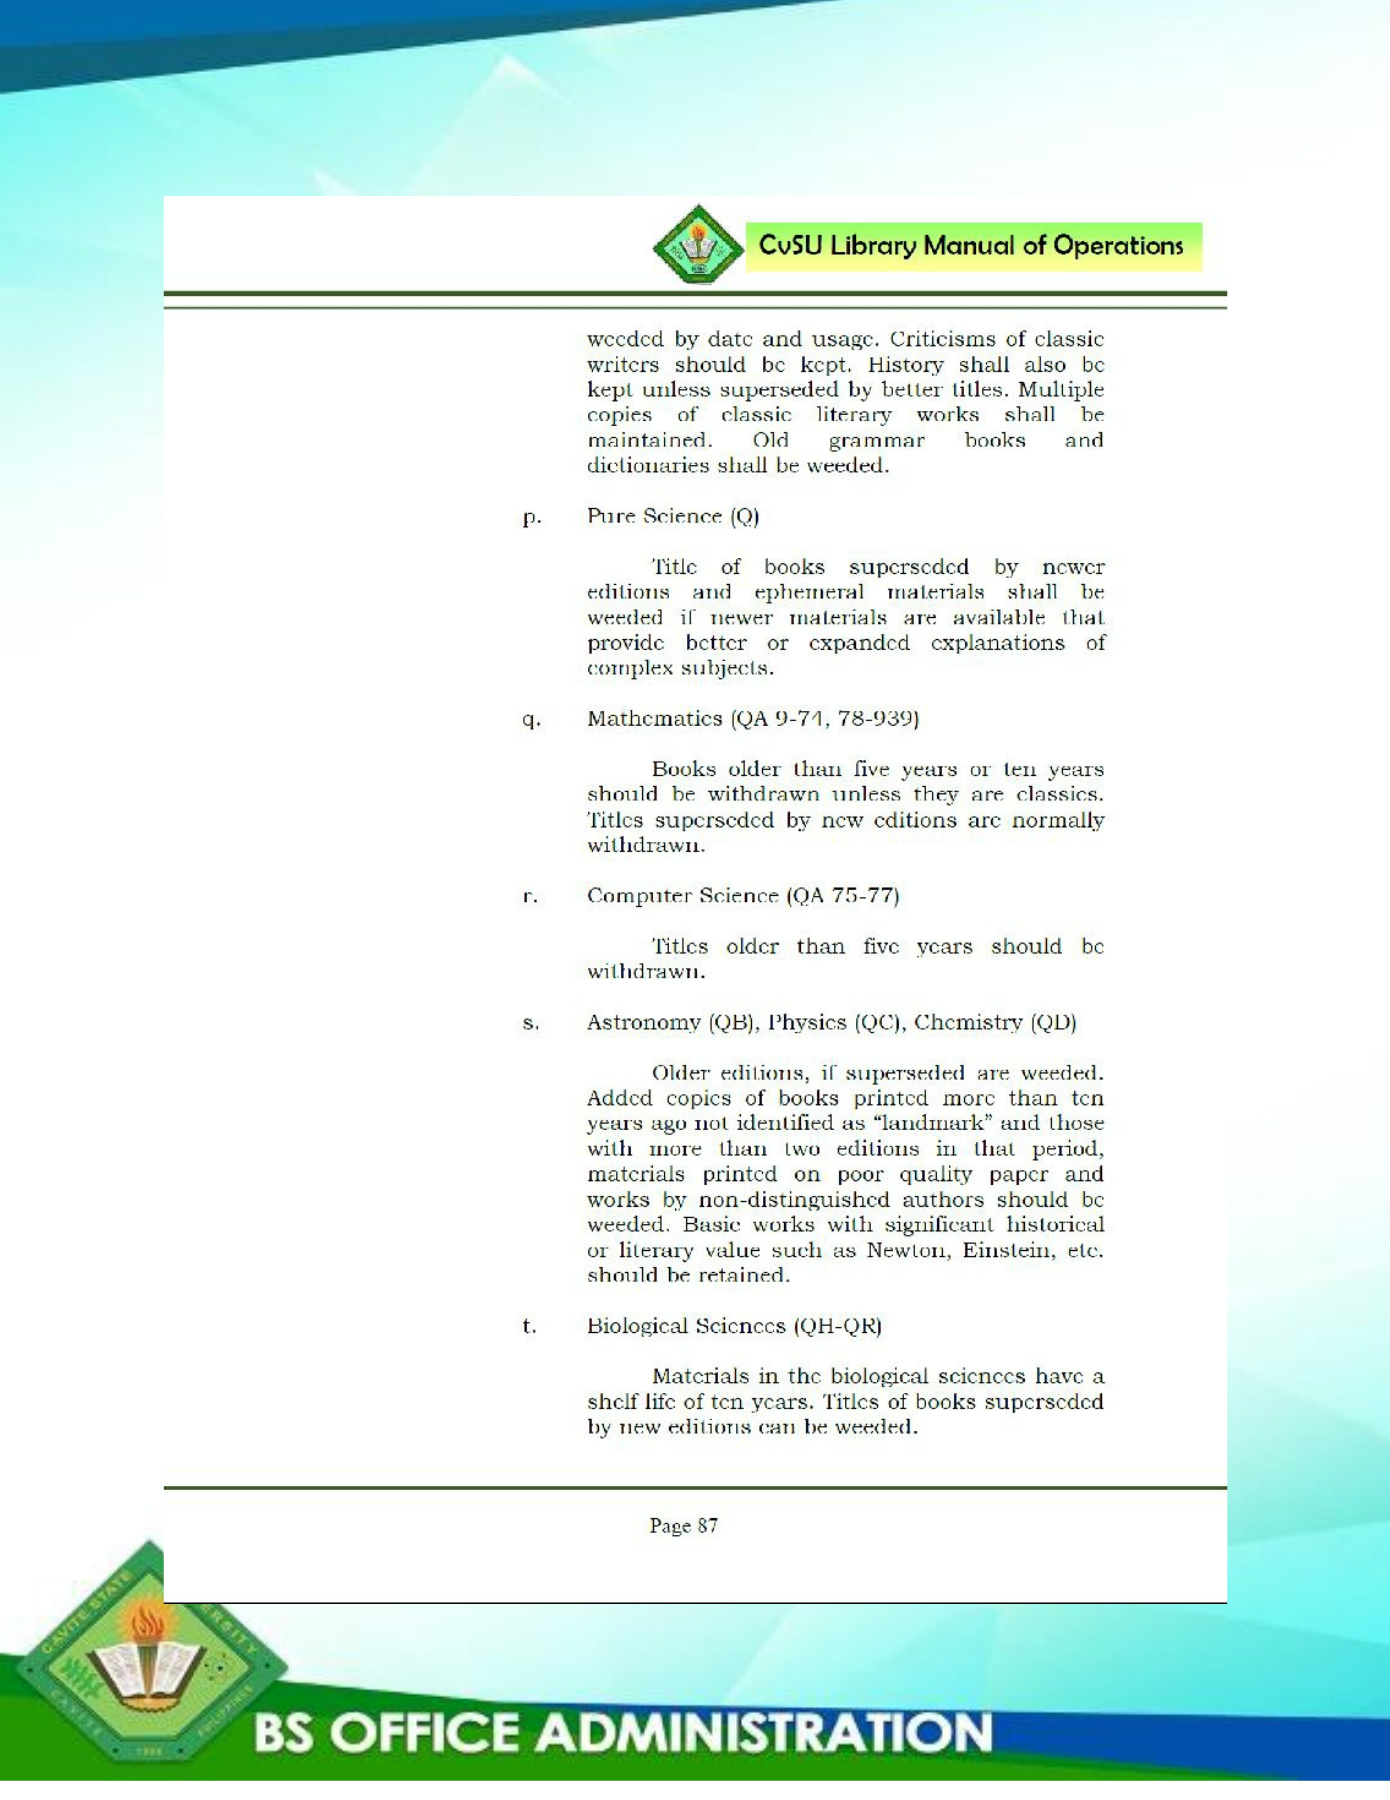 CvSU Library Manual of Operations
weeded by date and usage. Criticisms of classic
writers should be kept. History shall also be
kept unless superseded by better titles. Multiple
copies of classic literary works shall be
maintained. Old grammar books and
dictionaries shall be weeded.
p. Pure Science (Q)
Title of books superseded by newer
editions and ephemeral materials shall be
weeded if newer materials are available that
provide better or expanded explanations of
complex subjects.
q. Mathematics (QA 9-74, 78-939)
Books older than five years or ten years
should be withdrawn unless they are classics.
Titles superseded by new editions are normally
withdrawn.
r. Computer Science (QA 75-77)
Titles older than five years should be
withdrawn.
s. Astronomy (QB), Physics (QC), Chemistry (QD)
Older editions, if superseded are weeded.
Added copies of books printed more than ten
years ago not identified as “landmark” and those
with more than two editions in that period,
materials printed on poor quality paper and
works by non-distinguished authors should be
weeded. Basic works with significant historical
or literary value such as Newton, Einstein, etc.
should be retained.
t. Biological Sciences (QH-QR)
Materials in the biological sciences have a
shelf life of ten years. Titles of books superseded
by new editions can be weeded.
Page 87
CAVITE STATE
CAVITE
PHILIPPINES
BS OFFICE ADMINISTRATION